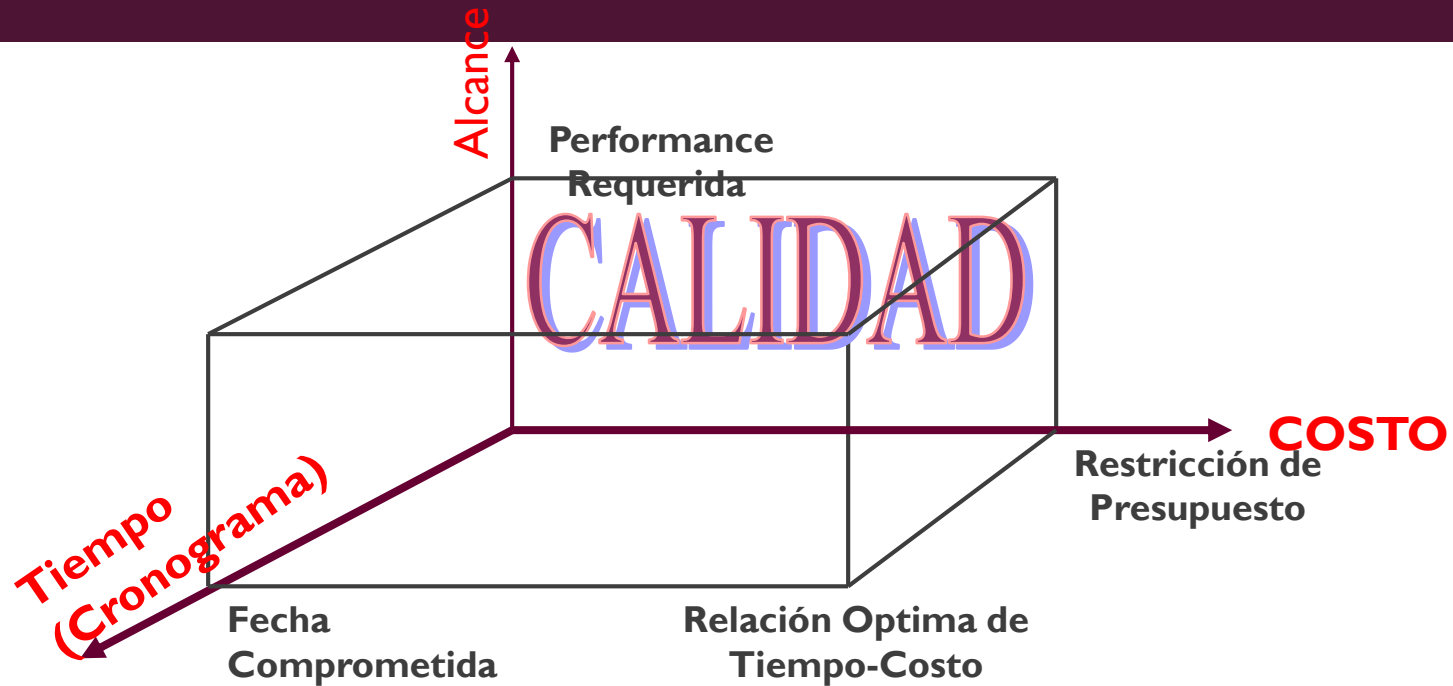 Alcance
Performance
Requerida
CALIDAD
COSTO
Restricción de
Presupuesto
Tiempo
(Cronograma)
Fecha
Comprometida
Relación Optima de
Tiempo-Costo